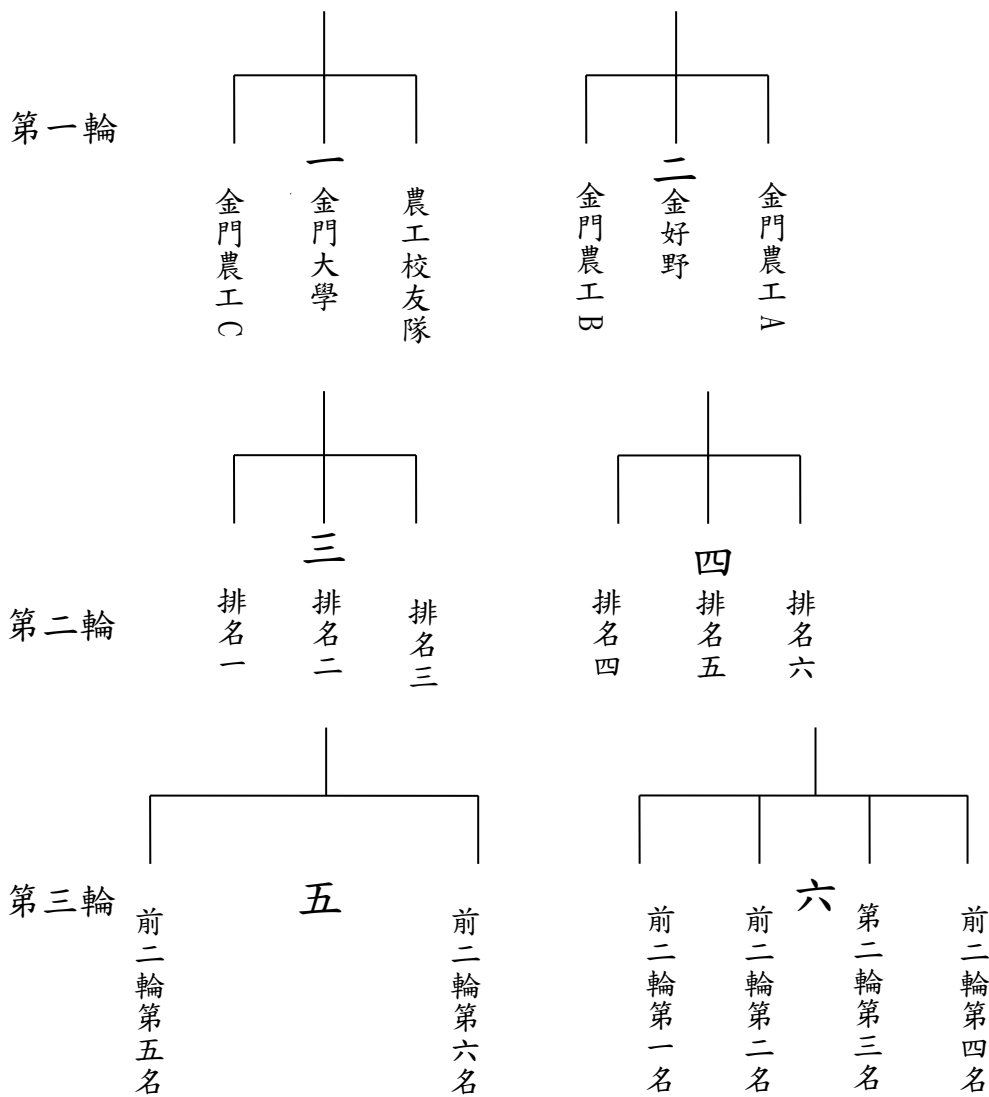 第一輪
一
二
金門農工C
金門大學
農工校友隊
金門農工B
金好野
金門農工A
第二輪
三
四
排名一
排名二
排名三
排名四
排名五
排名六
第三輪
五
六
前二輪第五名
前二輪第六名
前二輪第一名
前二輪第二名
第二輪第三名
前二輪第四名